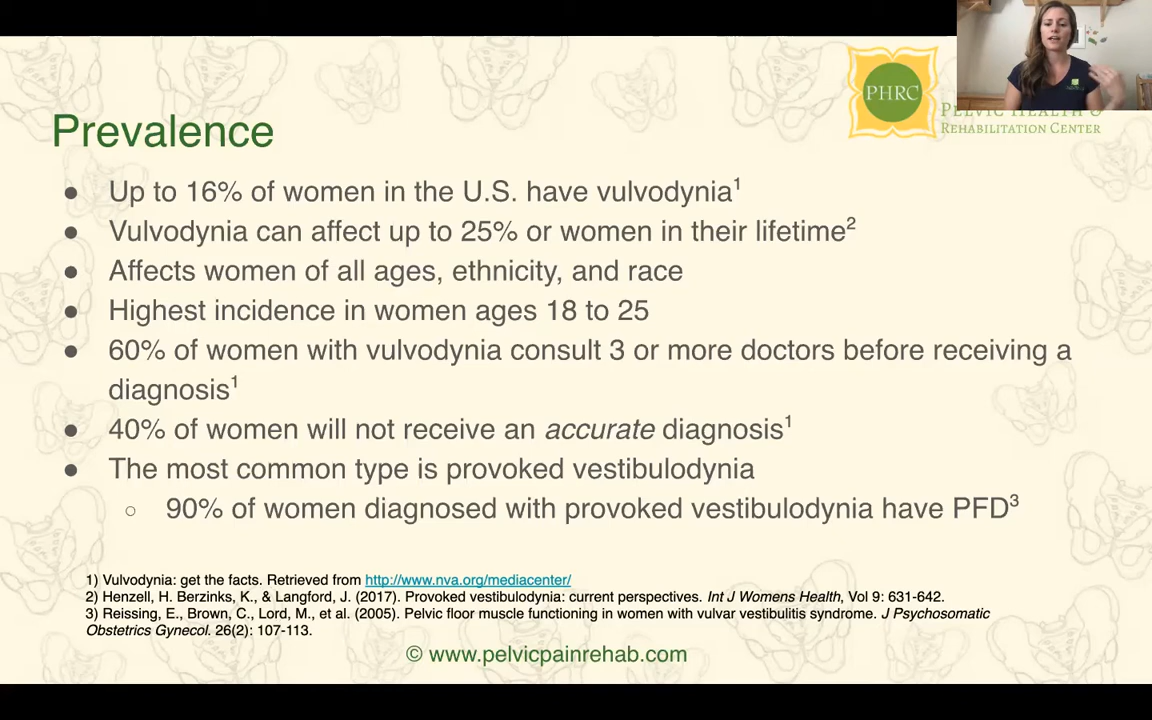 PHRC
PELVIC HEALTH &
REHABILITATION CENTER
Prevalence
● Up to 16% of women in the U.S. have vulvodynia1
● Vulvodynia can affect up to 25% or women in their lifetime2
● Affects women of all ages, ethnicity, and race
● Highest incidence in women ages 18 to 25
● 60% of women with vulvodynia consult 3 or more doctors before receiving a
diagnosis1
● 40% of women will not receive an accurate diagnosis1
● The most common type is provoked vestibulodynia
○ 90% of women diagnosed with provoked vestibulodynia have PFD3
1) Vulvodynia: get the facts. Retrieved from http://www.nva.org/mediacenter/
2) Henzell, H. Berzinks, K., & Langford, J. (2017). Provoked vestibulodynia: current perspectives. Int J Womens Health, Vol 9: 631-642.
3) Reissing, E., Brown, C., Lord, M., et al. (2005). Pelvic floor muscle functioning in women with vulvar vestibulitis syndrome. J Psychosomatic
Obstetrics Gynecol. 26(2): 107-113.
© www.pelvicpainrehab.com